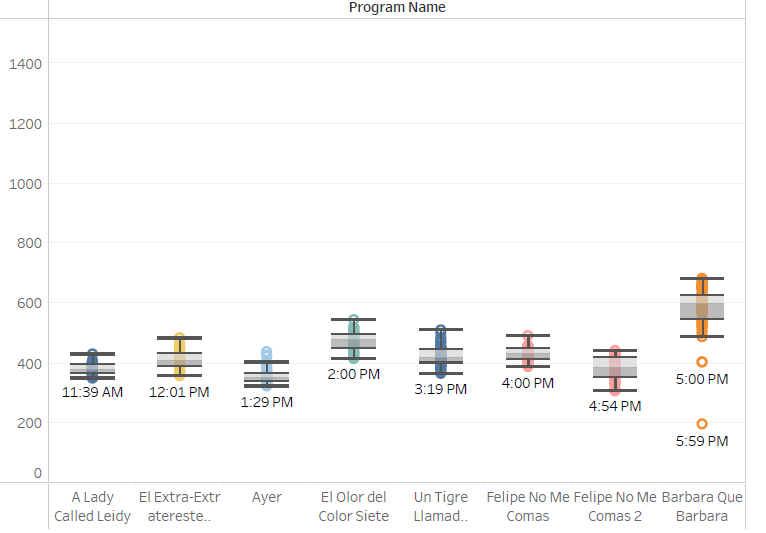 Program Name
1400
1200
1000
800
600
400
200
0
11:39 AM
12:01 PM
1:29 PM
2:00 PM
3:19 PM
4:00 PM
4:54 PM
5:00 PM
5:59 PM
A Lady
Called Leidy
El Extra-Extr
atereste..
Ayer
El Olor del
Color Siete
Un Tigre
Llamad..
Felipe No Me
Comas
Felipe No Me
Comas 2
Barbara Que
Barbara